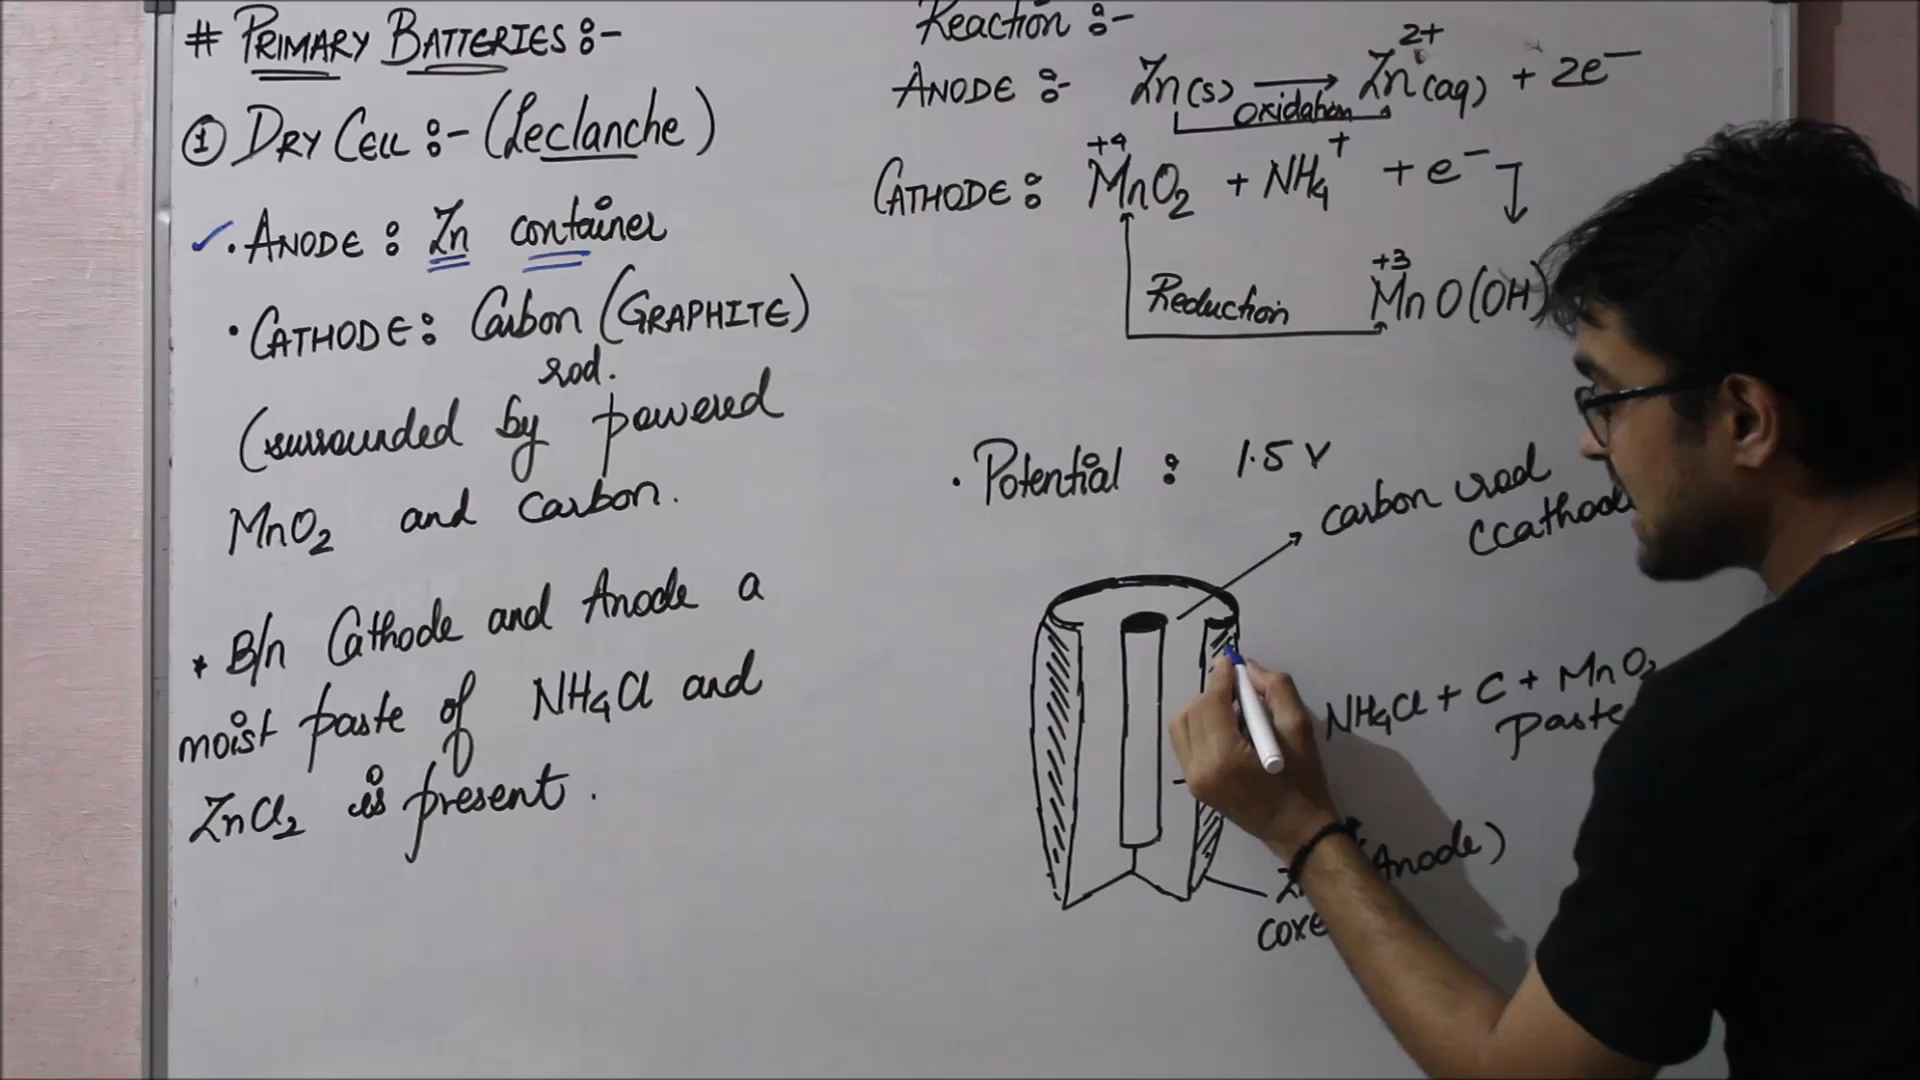 # PRIMARY BATTERIES :-
① DRY CELL :- (Leclanche)
✓ • ANODE : Zn container
• CATHODE : Carbon (GRAPHITE)
rod.
(surrounded by powered
MnO₂ and carbon.
* B/n Cathode and Anode a
moist paste of NH₄Cl and
ZnCl₂ is present.
Reaction :-
ANODE :- Zn(s) ⟶ Zn²⁺(aq) + 2e⁻
Oxidation
+4
CATHODE : MnO₂ + NH₄⁺ + e⁻
↓
+3
Reduction MnO(OH)
• Potential : 1.5 V
carbon rod
(cathod
NH₄Cl + C + MnO₂
Paste
Anode)